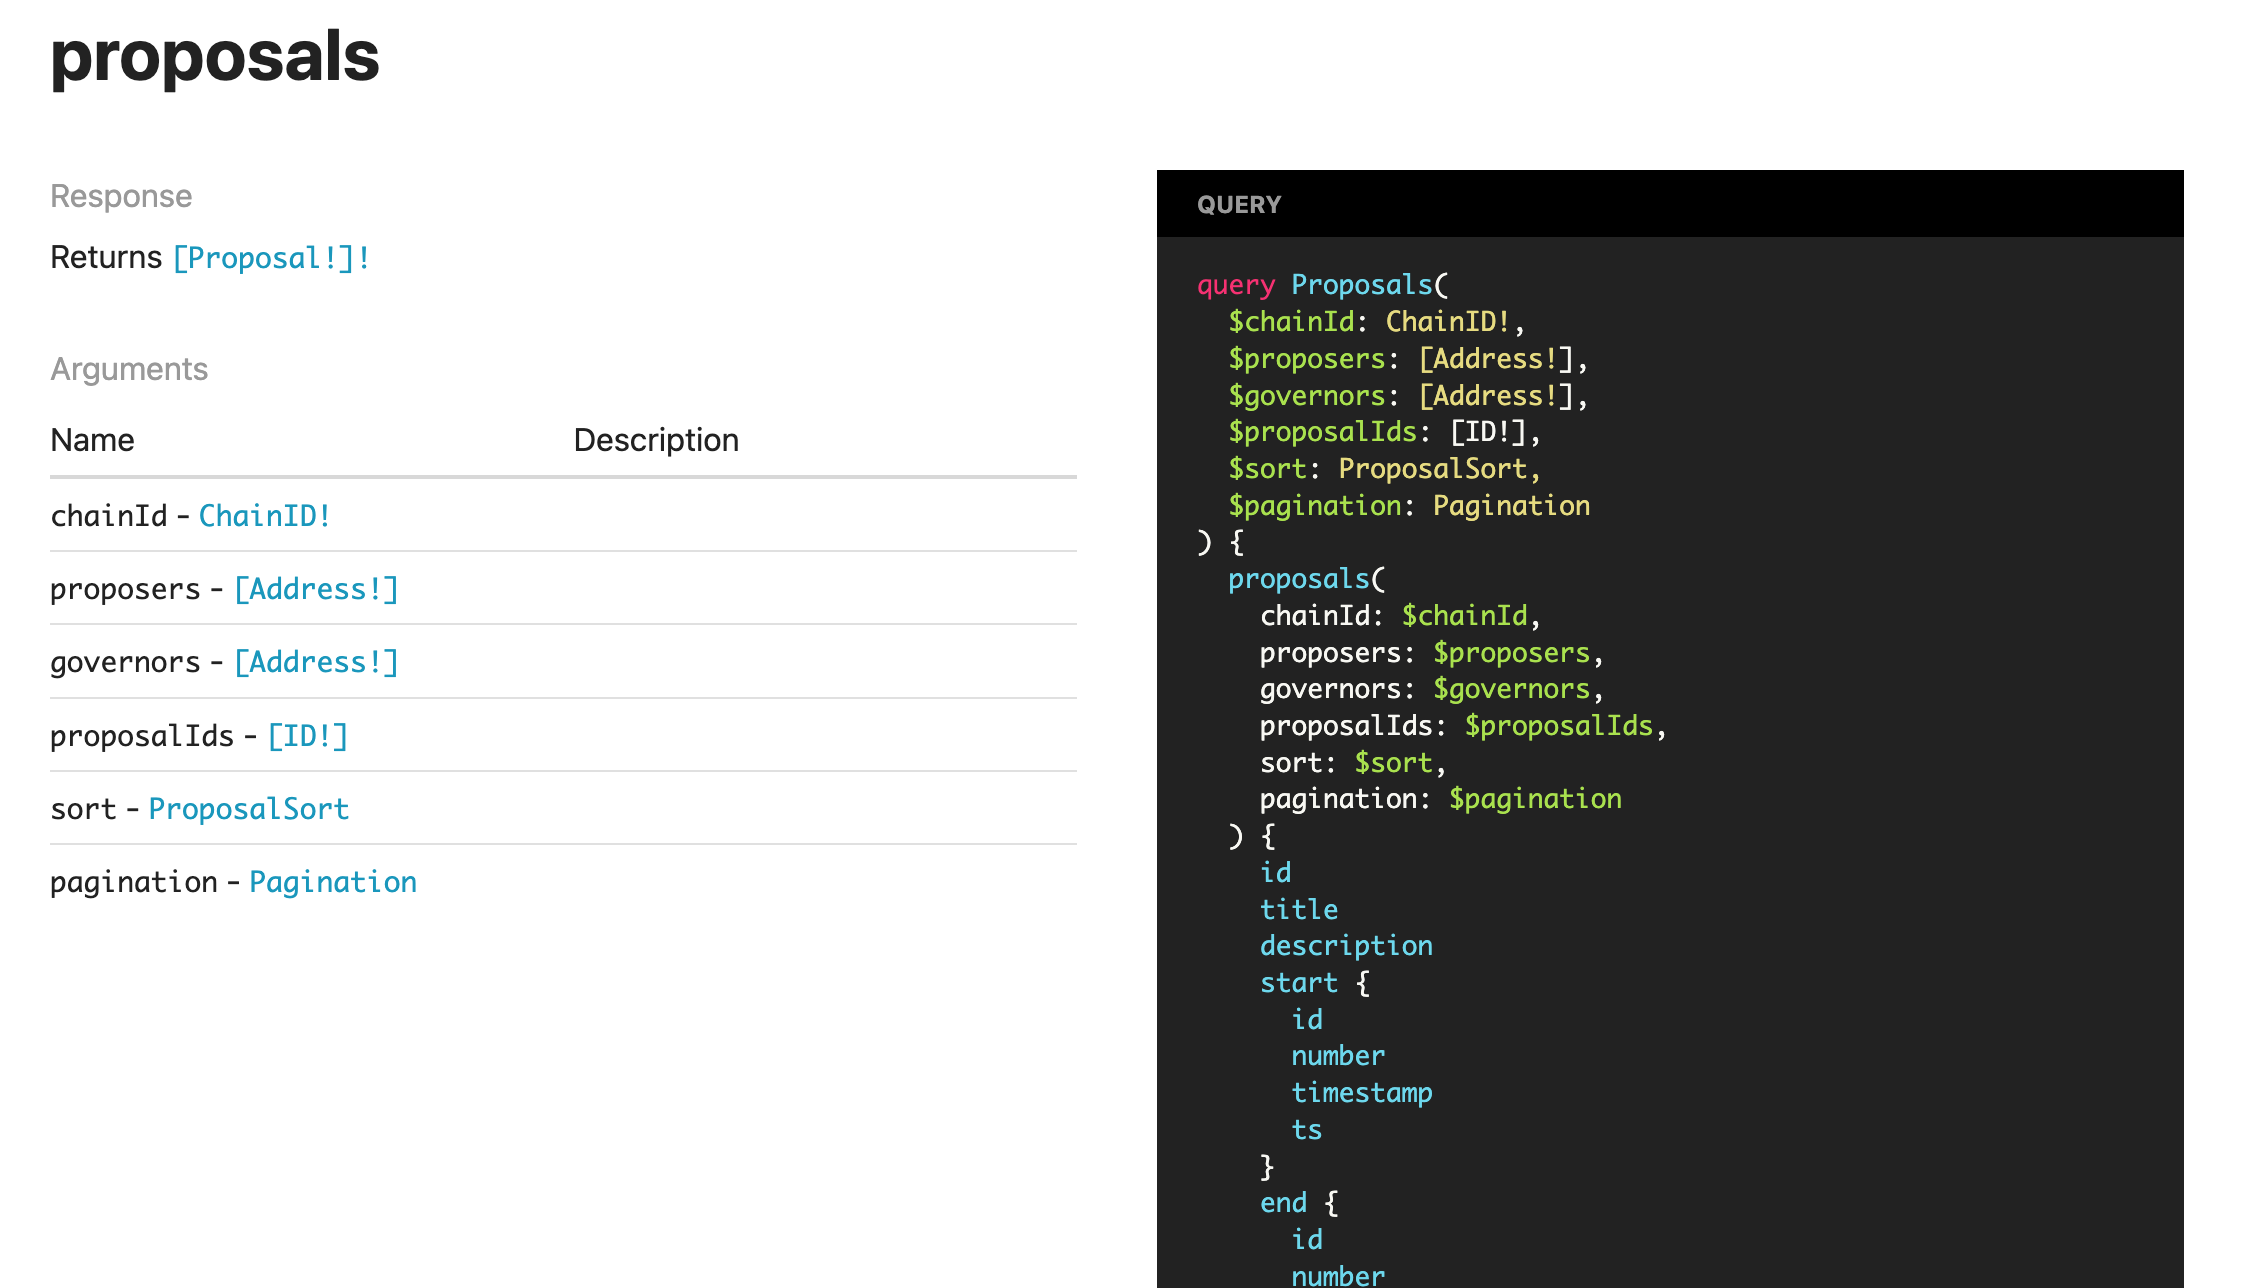 proposals
Response
Returns [Proposal!]!
Arguments
Name Description
chainId - ChainID!
proposers - [Address!]
governors - [Address!]
proposalIds - [ID!]
sort - ProposalSort
pagination - Pagination
QUERY
query Proposals(
$chainId: ChainID!,
$proposers: [Address!],
$governors: [Address!],
$proposalIds: [ID!],
$sort: ProposalSort,
$pagination: Pagination
) {
proposals(
chainId: $chainId,
proposers: $proposers,
governors: $governors,
proposalIds: $proposalIds,
sort: $sort,
pagination: $pagination
) {
id
title
description
start {
id
number
timestamp
ts
}
end {
id
number